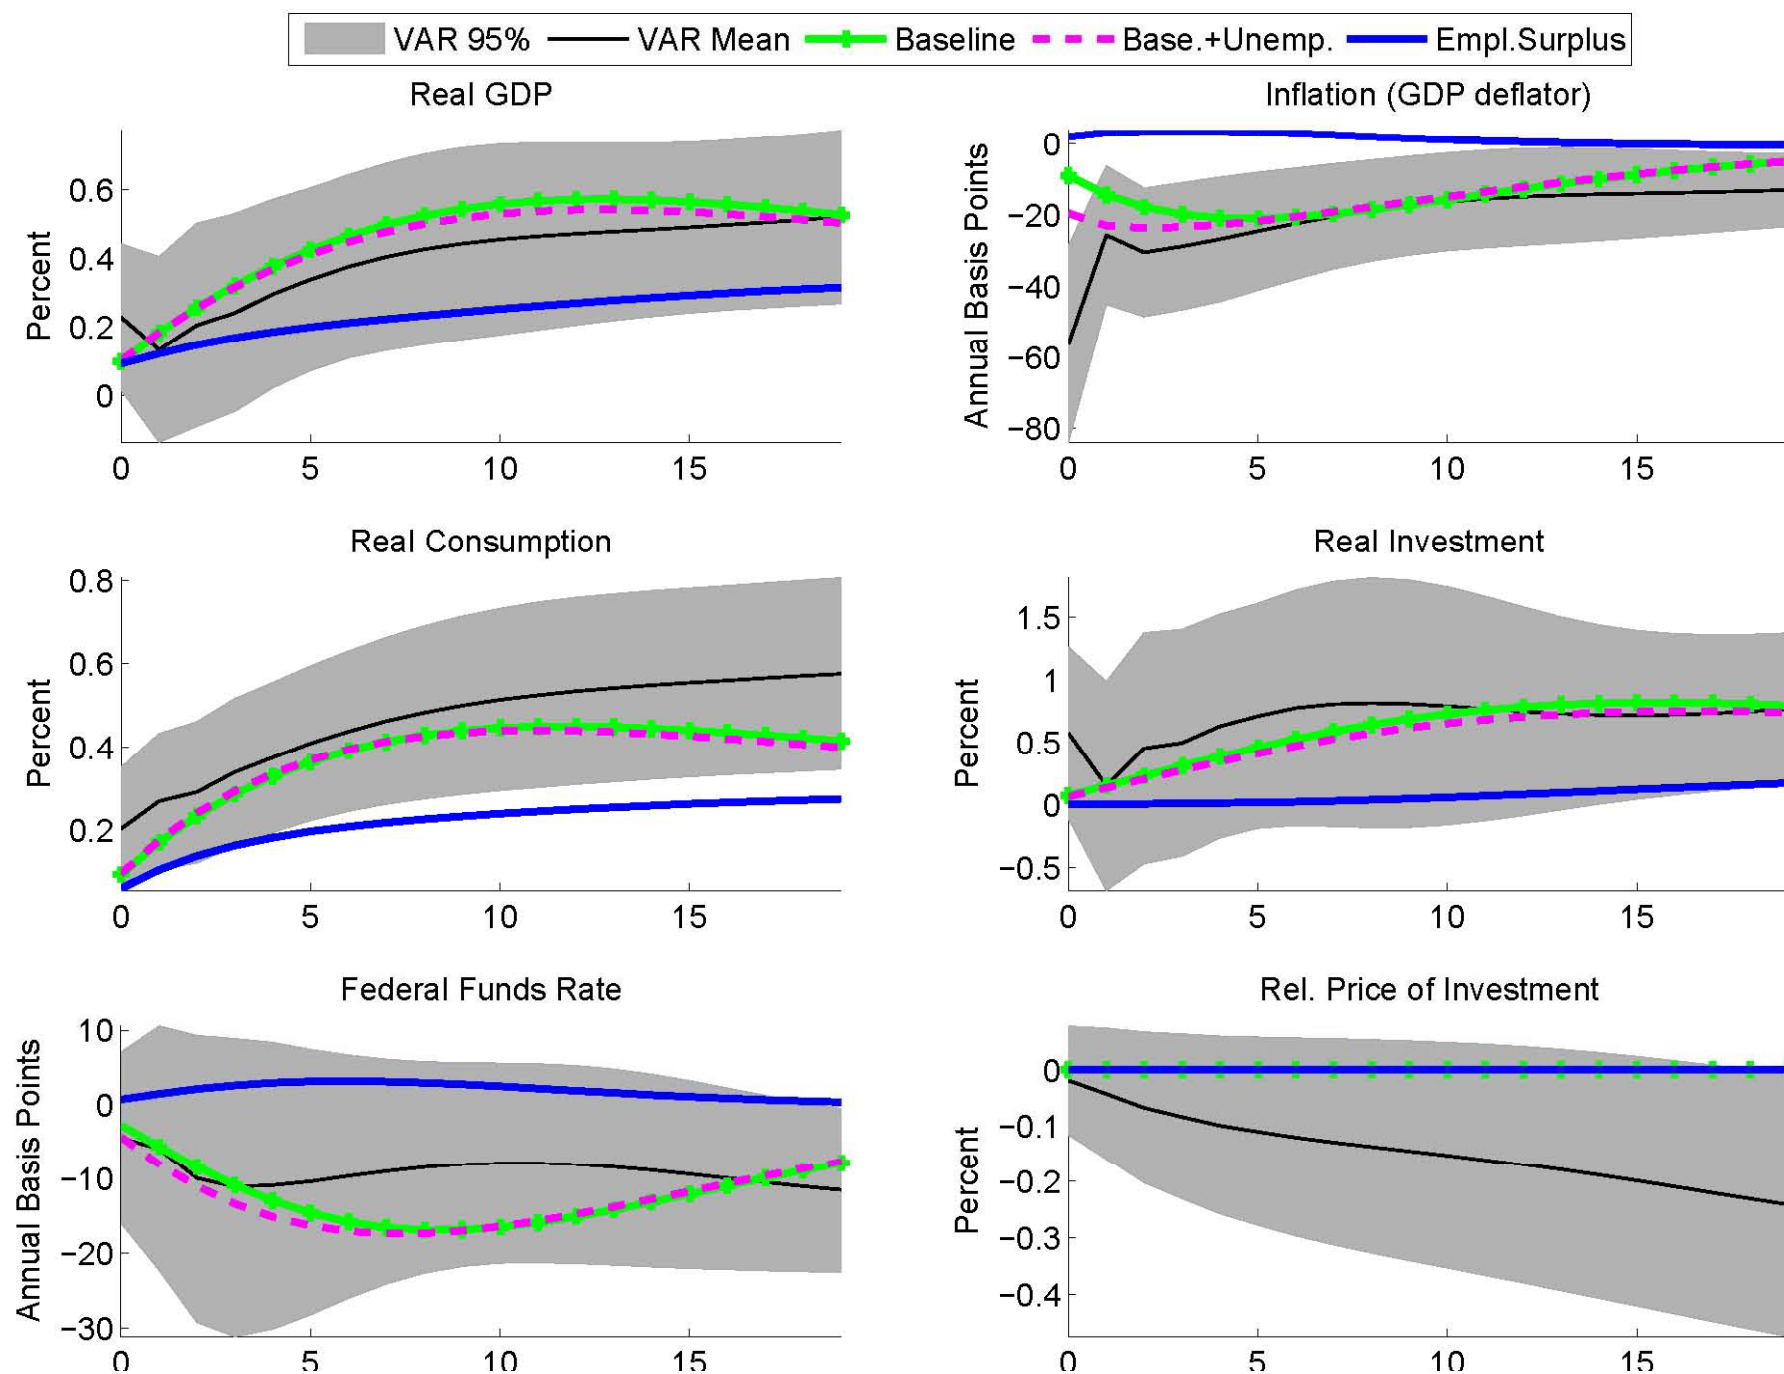 VAR 95% VAR Mean Baseline Base.+Unemp. Empl.Surplus
Real GDP
Percent
0.6
0.4
0.2
0
0 5 10 15
Inflation (GDP deflator)
Annual Basis Points
0
−20
−40
−60
−80
0 5 10 15
Real Consumption
Percent
0.8
0.6
0.4
0.2
0 5 10 15
Real Investment
Percent
1.5
1
0.5
0
−0.5
0 5 10 15
Federal Funds Rate
Annual Basis Points
10
0
−10
−20
−30
0 5 10 15
Rel. Price of Investment
Percent
0
−0.1
−0.2
−0.3
−0.4
0 5 10 15